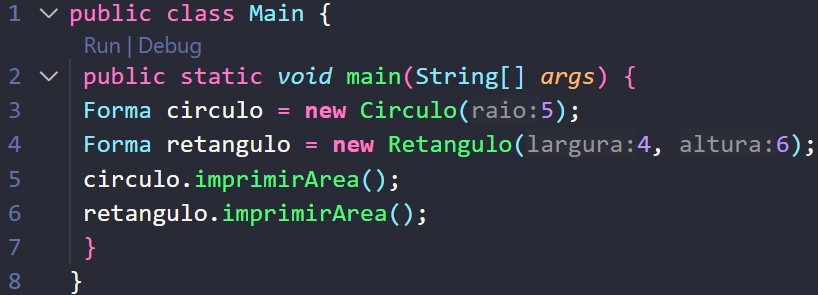 1 public class Main {
Run | Debug
2 public static void main(String[] args) {
3 Forma circulo = new Circulo(raio:5);
4 Forma retangulo = new Retangulo(largura:4, altura:6);
5 circulo.imprimirArea();
6 retangulo.imprimirArea();
7 }
8 }